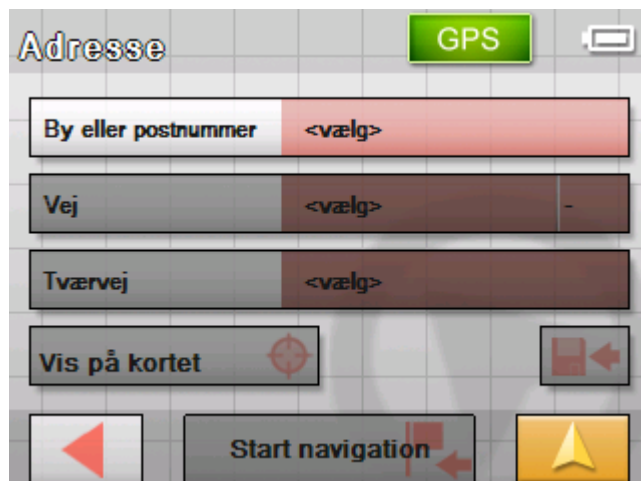 Adresse
GPS
By eller postnummer <vælg>
Vej <vælg> -
Tværvej <vælg>
Vis på kortet
Start navigation